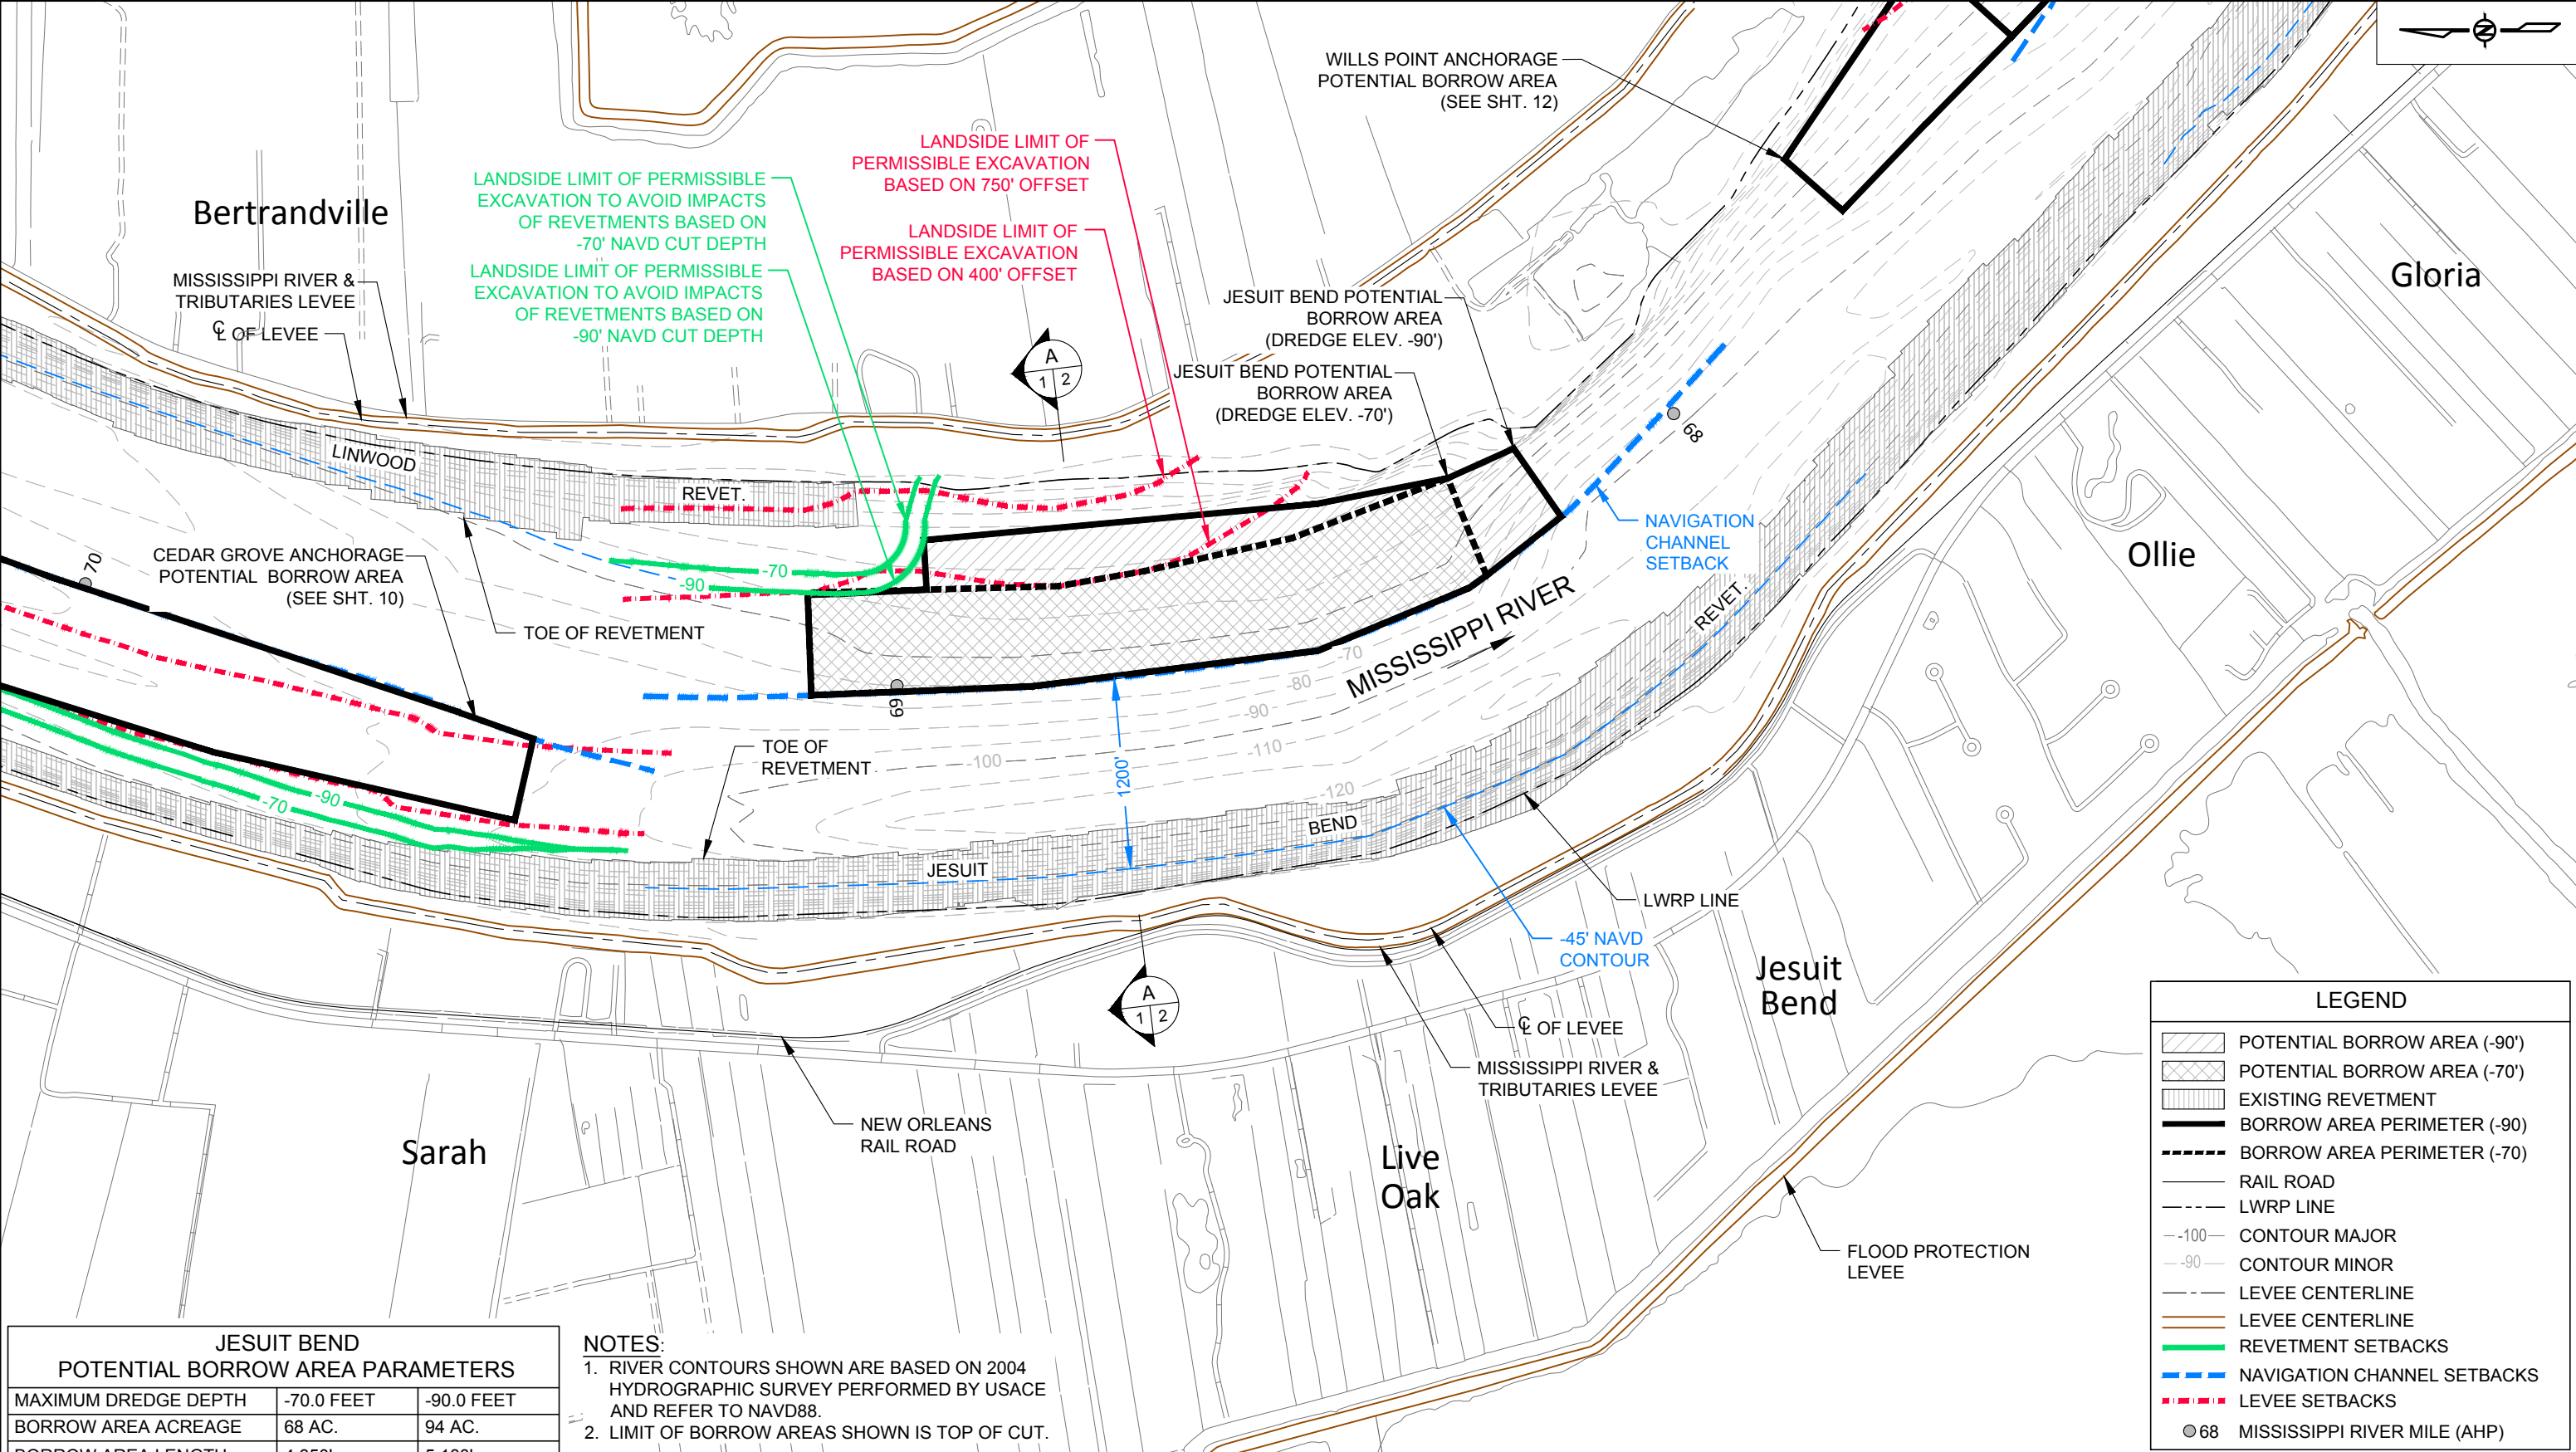 N
WILLS POINT ANCHORAGE
POTENTIAL BORROW AREA
(SEE SHT. 12)
LANDSIDE LIMIT OF
PERMISSIBLE EXCAVATION
BASED ON 750' OFFSET
LANDSIDE LIMIT OF PERMISSIBLE
EXCAVATION TO AVOID IMPACTS
OF REVETMENTS BASED ON
-70' NAVD CUT DEPTH
Bertrandville
LANDSIDE LIMIT OF
PERMISSIBLE EXCAVATION
BASED ON 400' OFFSET
LANDSIDE LIMIT OF PERMISSIBLE
EXCAVATION TO AVOID IMPACTS
OF REVETMENTS BASED ON
-90' NAVD CUT DEPTH
MISSISSIPPI RIVER &
TRIBUTARIES LEVEE
℄ OF LEVEE
JESUIT BEND POTENTIAL
BORROW AREA
(DREDGE ELEV. -90')
JESUIT BEND POTENTIAL
BORROW AREA
(DREDGE ELEV. -70')
A
1 2
Gloria
68
LINWOOD
REVET.
NAVIGATION
CHANNEL
SETBACK
Ollie
CEDAR GROVE ANCHORAGE
POTENTIAL BORROW AREA
(SEE SHT. 10)
70
-70
-90
TOE OF REVETMENT
REVET.
MISSISSIPPI RIVER
69
-70
-80
-90
-100
-110
-120
1200'
TOE OF
REVETMENT
-90
-70
BEND
JESUIT
LWRP LINE
-45' NAVD
CONTOUR
Jesuit
Bend
A
1 2
℄ OF LEVEE
MISSISSIPPI RIVER &
TRIBUTARIES LEVEE
NEW ORLEANS
RAIL ROAD
Sarah
Live
Oak
FLOOD PROTECTION
LEVEE
LEGEND
POTENTIAL BORROW AREA (-90')
POTENTIAL BORROW AREA (-70')
EXISTING REVETMENT
BORROW AREA PERIMETER (-90)
BORROW AREA PERIMETER (-70)
RAIL ROAD
LWRP LINE
-100 CONTOUR MAJOR
-90 CONTOUR MINOR
LEVEE CENTERLINE
LEVEE CENTERLINE
REVETMENT SETBACKS
NAVIGATION CHANNEL SETBACKS
LEVEE SETBACKS
68 MISSISSIPPI RIVER MILE (AHP)
JESUIT BEND
POTENTIAL BORROW AREA PARAMETERS
MAXIMUM DREDGE DEPTH -70.0 FEET -90.0 FEET
BORROW AREA ACREAGE 68 AC. 94 AC.
BORROW AREA LENGTH
NOTES:
1. RIVER CONTOURS SHOWN ARE BASED ON 2004
HYDROGRAPHIC SURVEY PERFORMED BY USACE
AND REFER TO NAVD88.
2. LIMIT OF BORROW AREAS SHOWN IS TOP OF CUT.